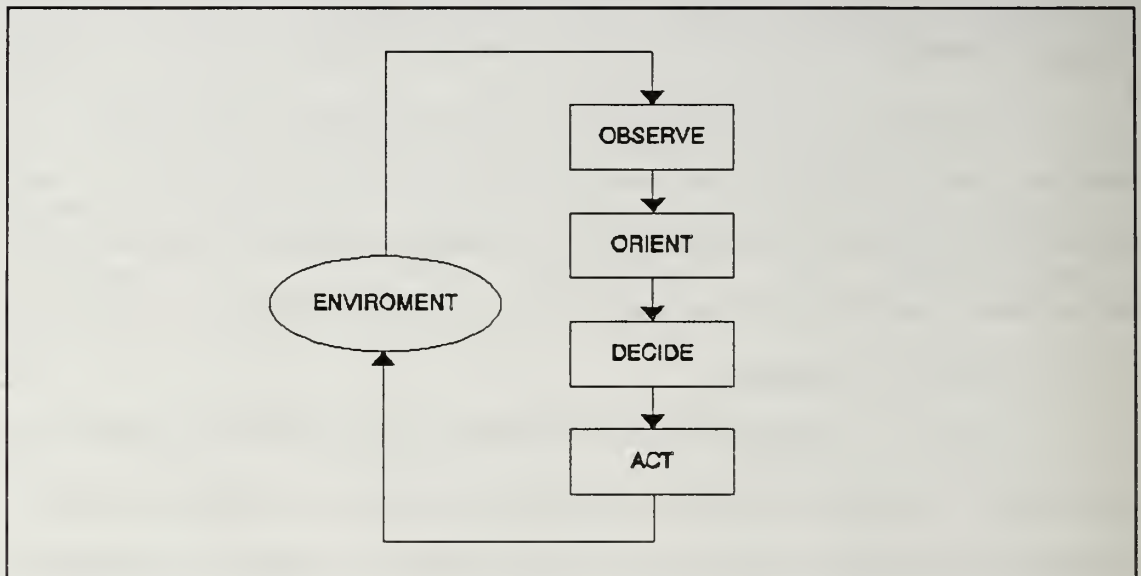 OBSERVE
ORIENT
ENVIROMENT
DECIDE
ACT